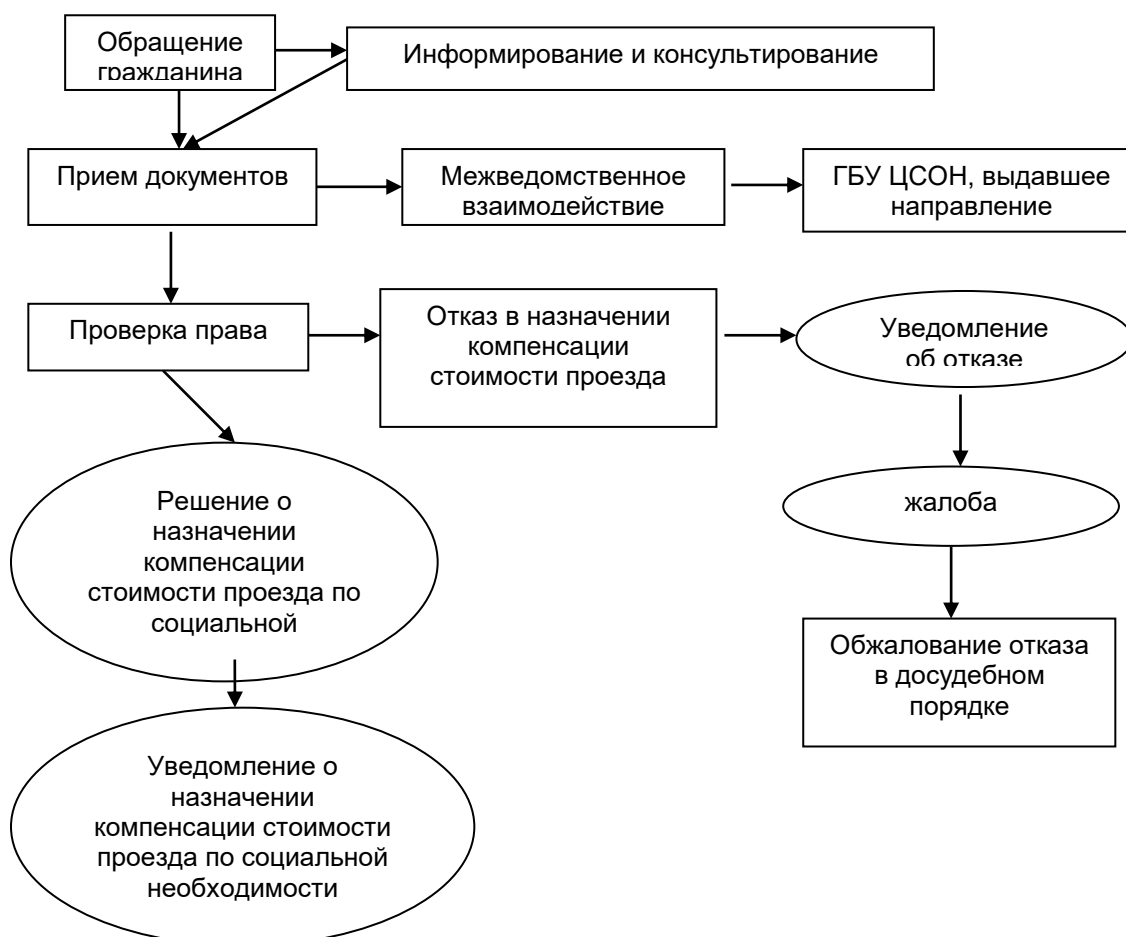 Обращение
гражданина
Информирование и консультирование
Прием документов
Межведомственное
взаимодействие
ГБУ ЦСОН, выдавшее
направление
Проверка права
Отказ в назначении
компенсации
стоимости проезда
Уведомление
об отказе
Решение о
назначении
компенсации
стоимости проезда по
социальной
жалоба
Обжалование отказа
в досудебном
порядке
Уведомление о
назначении
компенсации стоимости
проезда по социальной
необходимости